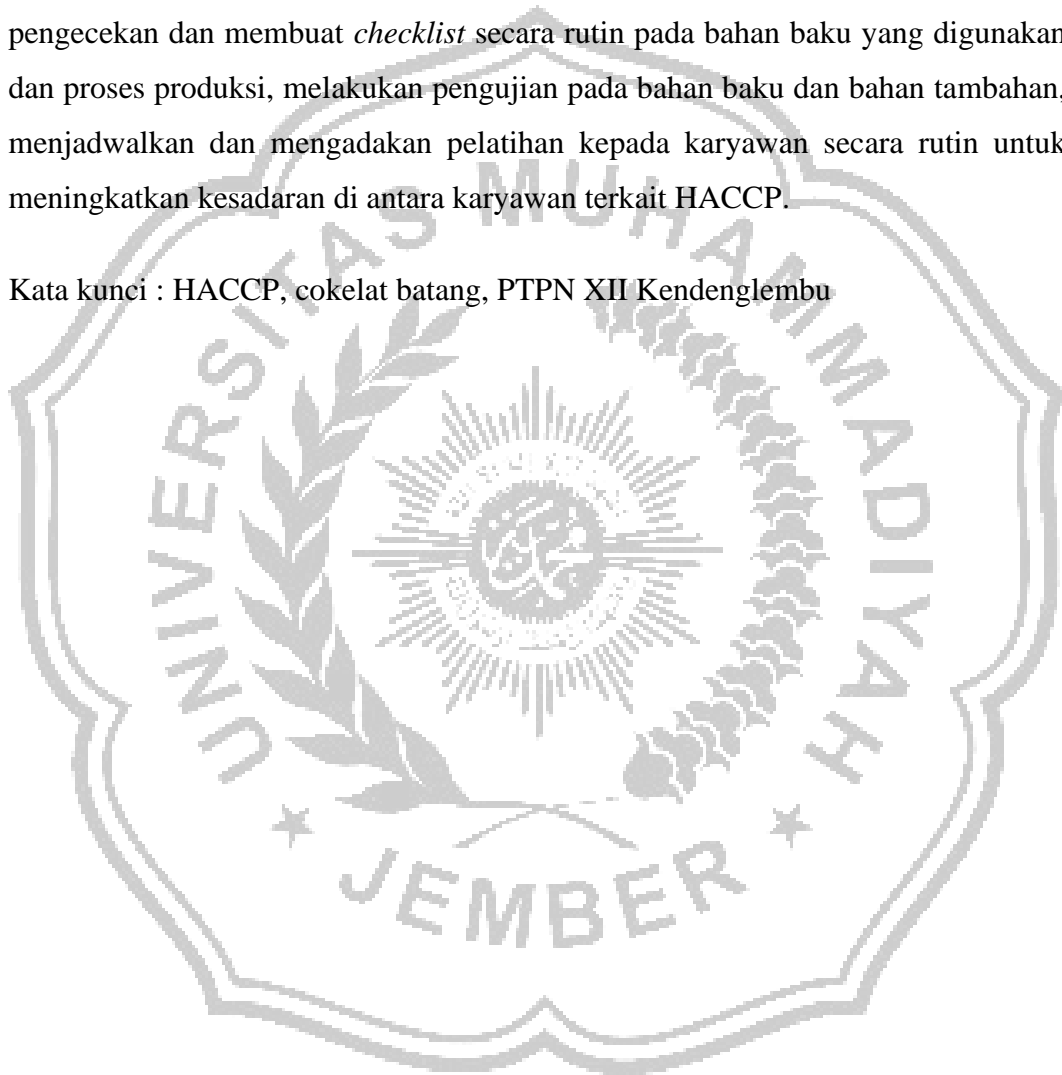 pengecekan dan membuat checklist secara rutin pada bahan baku yang digunakan
dan proses produksi, melakukan pengujian pada bahan baku dan bahan tambahan,
menjadwalkan dan mengadakan pelatihan kepada karyawan secara rutin untuk
meningkatkan kesadaran di antara karyawan terkait HACCP.
Kata kunci : HACCP, cokelat batang, PTPN XII Kendenglembu
UNIVERSITAS MUHAMMADIYAH
JEMBER